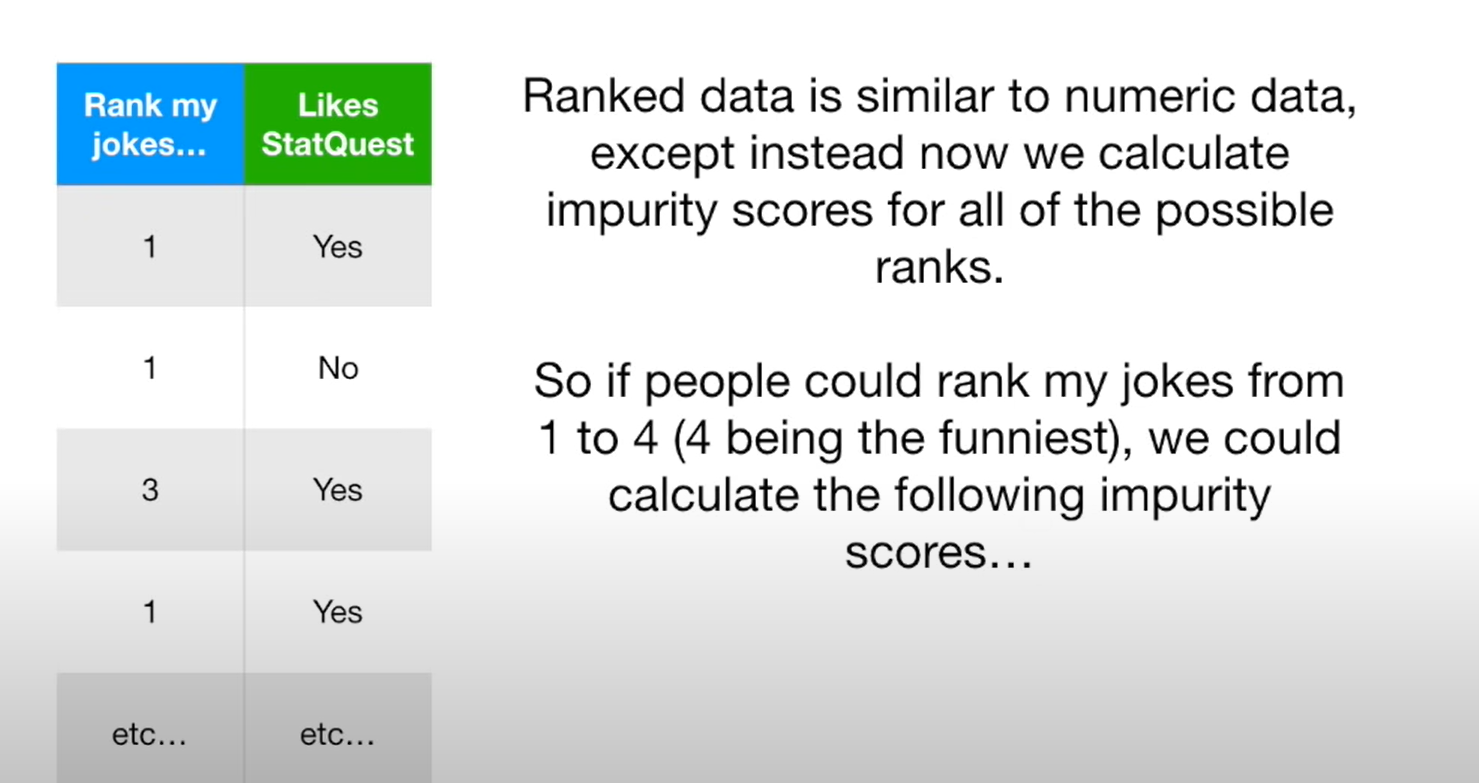 Rank my
jokes...
Likes
StatQuest
1
Yes
1
No
3
Yes
1
Yes
etc...
etc...
Ranked data is similar to numeric data,
except instead now we calculate
impurity scores for all of the possible
ranks.
So if people could rank my jokes from
1 to 4 (4 being the funniest), we could
calculate the following impurity
scores...